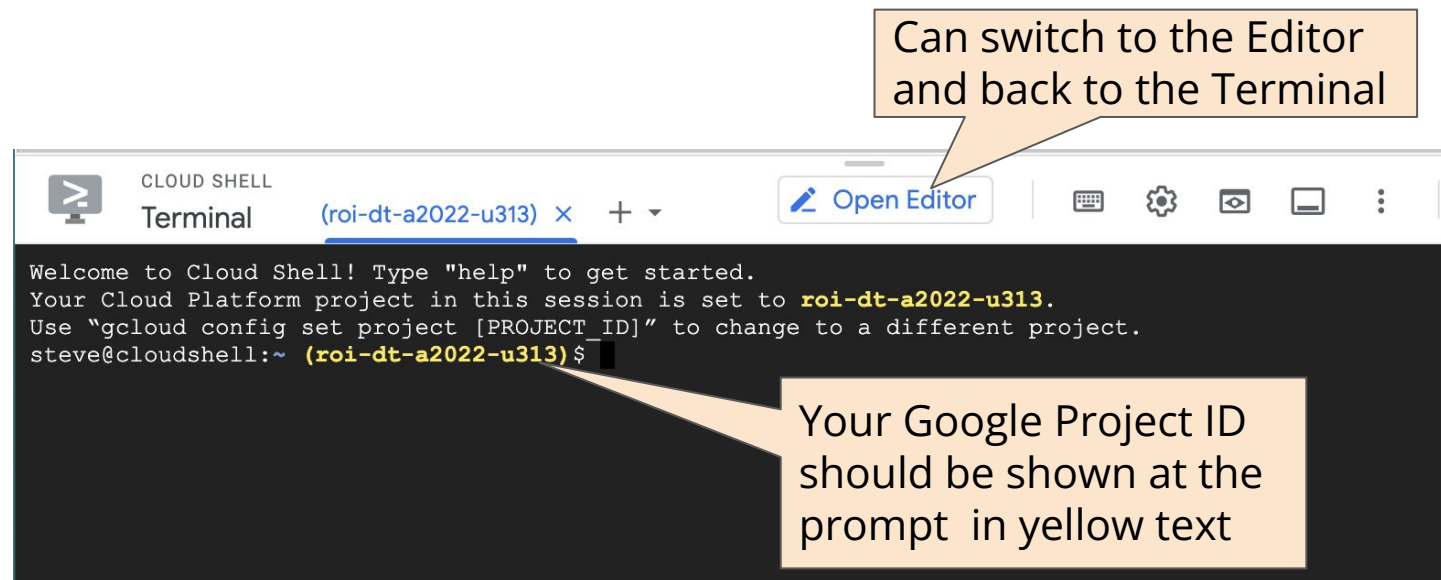 Can switch to the Editor
and back to the Terminal
CLOUD SHELL
Terminal
(roi-dt-a2022-u313) × + Open Editor
Welcome to Cloud Shell! Type "help" to get started.
Your Cloud Platform project in this session is set to roi-dt-a2022-u313.
Use “gcloud config set project [PROJECT_ID]” to change to a different project.
steve@cloudshell:~ (roi-dt-a2022-u313)$
Your Google Project ID
should be shown at the
prompt in yellow text